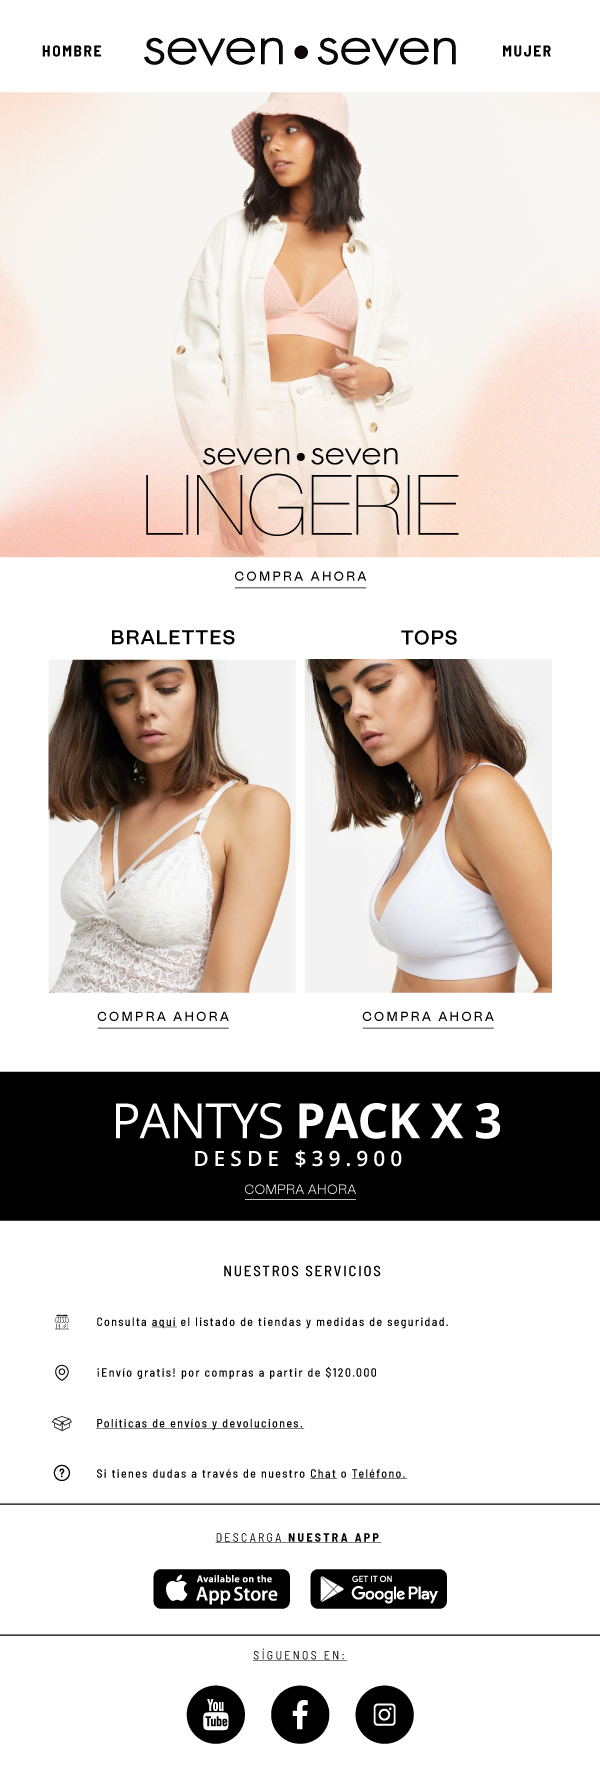 HOMBRE
seven•seven
MUJER
seven•seven
LINGERIE
COMPRA AHORA
BRALETTES
TOPS
COMPRA AHORA
COMPRA AHORA
PANTYS PACK X 3
DESDE $39.900
COMPRA AHORA
NUESTROS SERVICIOS
Consulta aquí el listado de tiendas y medidas de seguridad.
¡Envío gratis! por compras a partir de $120.000
Políticas de envíos y devoluciones.
Si tienes dudas a través de nuestro Chat o Teléfono.
DESCARGA NUESTRA APP
Available on the
App Store
GET IT ON
Google Play
SÍGUENOS EN:
You
Tube